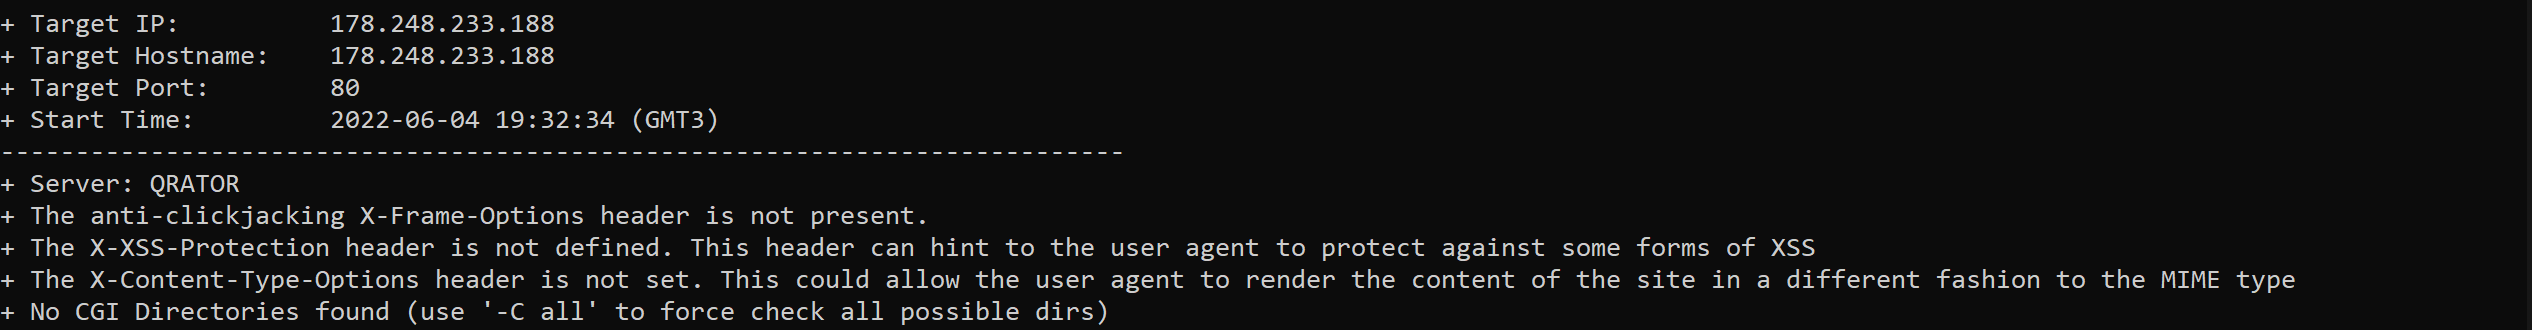 + Target IP: 178.248.233.188
+ Target Hostname: 178.248.233.188
+ Target Port: 80
+ Start Time: 2022-06-04 19:32:34 (GMT3)
---------------------------------------------------------------------------
+ Server: QRATOR
+ The anti-clickjacking X-Frame-Options header is not present.
+ The X-XSS-Protection header is not defined. This header can hint to the user agent to protect against some forms of XSS
+ The X-Content-Type-Options header is not set. This could allow the user agent to render the content of the site in a different fashion to the MIME type
+ No CGI Directories found (use '-C all' to force check all possible dirs)